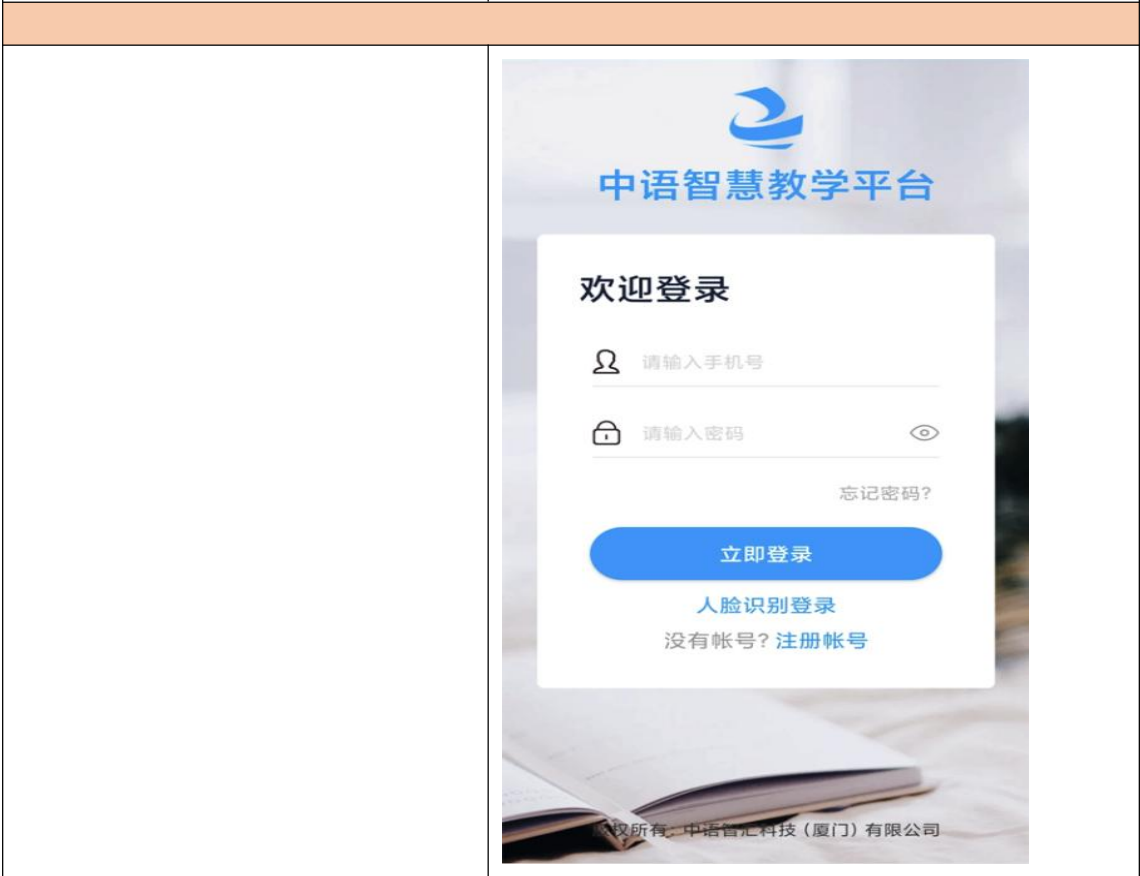 中语智慧教学平台
欢迎登录
请输入手机号
请输入密码
忘记密码?
立即登录
人脸识别登录
没有帐号? 注册帐号
版权所有：中语智汇科技（厦门）有限公司